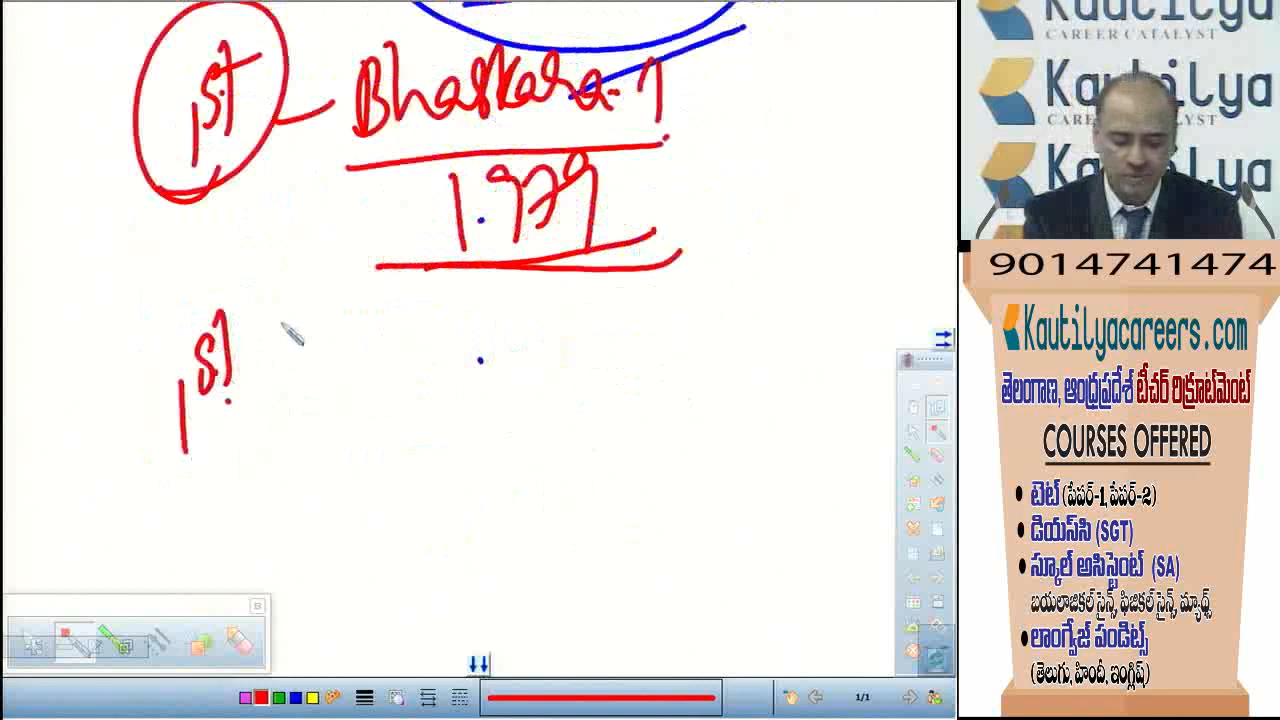 1st
Bhaskara-1
1979
1st
Kautilya
CAREER CATALYST
Kautilya
Kautilya
9014741474
Kautilyacareers.com
తెలంగాణ, ఆంధ్రప్రదేశ్ టీచర్ రిక్రూట్‌మెంట్
COURSES OFFERED
• టెట్ (పేపర్-1, పేపర్-2)
• డియస్‌సి (SGT)
• స్కూల్ అసిస్టెంట్ (SA)
బయలాజికల్ సైన్స్, ఫిజికల్ సైన్స్, మ్యాథ్స్
• లాంగ్వేజ్ పండిట్స్
(తెలుగు, హిందీ, ఇంగ్లిష్)
1/1